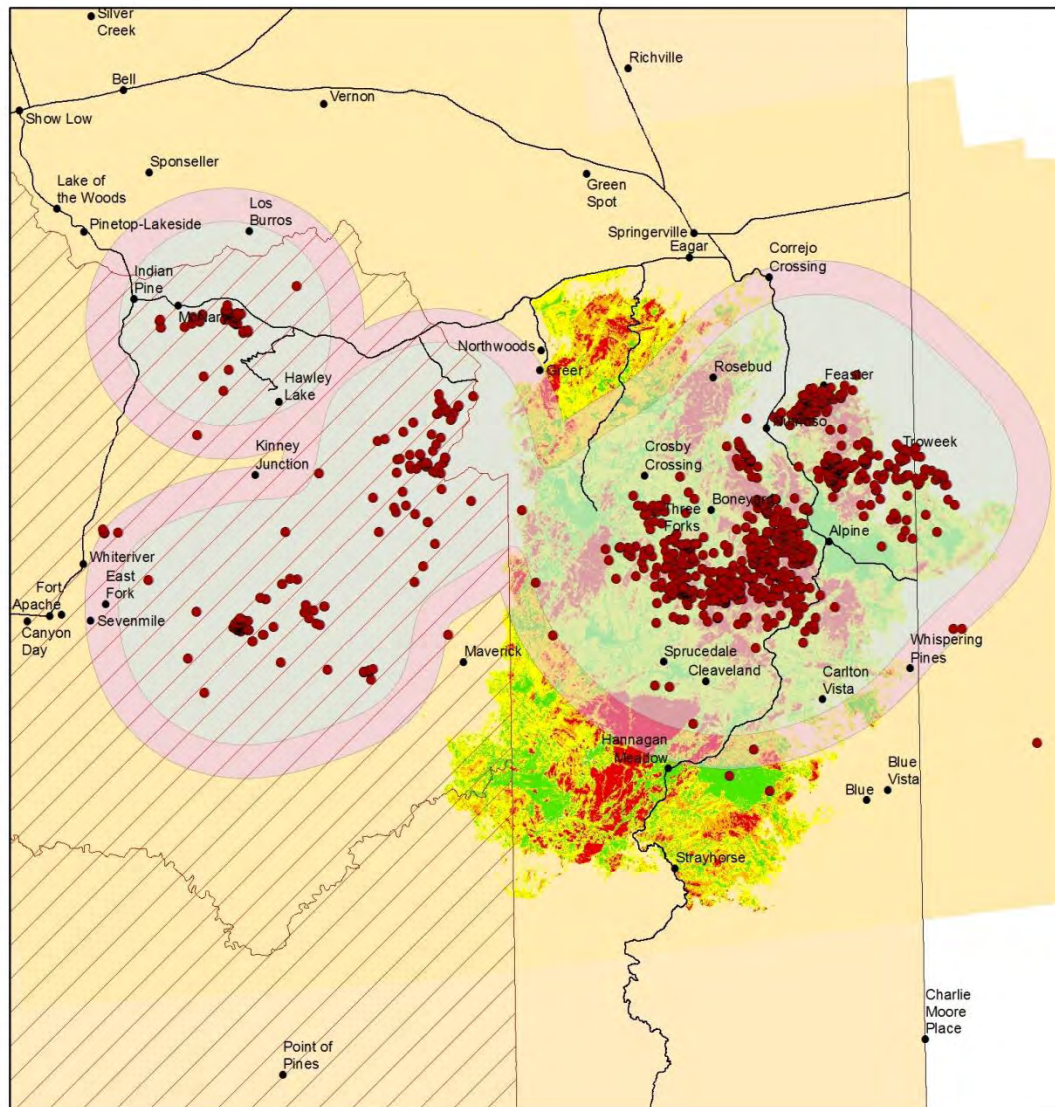 Silver
Creek
Richville
Bell
Vernon
Show Low
Sponseller
Green
Spot
Lake of
the Woods
Los
Burros
Pinetop-Lakeside
Springerville
Eagar
Correjo
Crossing
Indian
Pine
Northwoods
Greer
Rosebud
Feaster
Hawley
Lake
Kinney
Junction
Crosby
Crossing
Troweek
Three
Forks
Alpine
Whiteriver
East
Fork
Fort
Apache
Canyon
Day
Sevenmile
Maverick
Sprucedale
Cleaveland
Whispering
Pines
Carlton
Vista
Hannagan
Meadow
Blue
Vista
Blue
Strayhorse
Charlie
Moore
Place
Point of
Pines